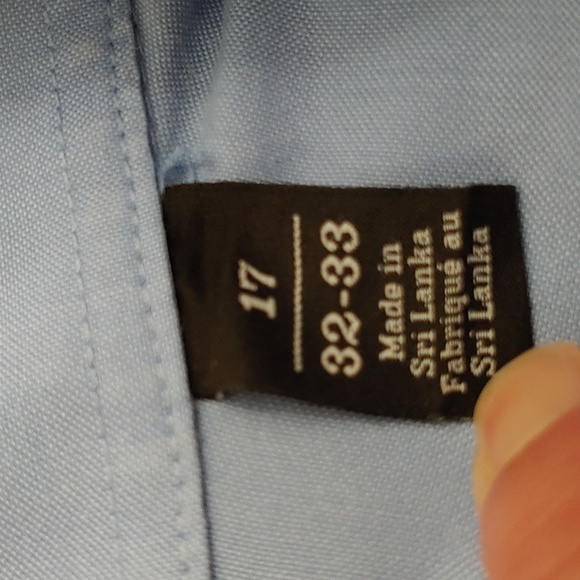 17
32-33
Made in
Sri Lanka
Fabriqué au
Sri Lanka